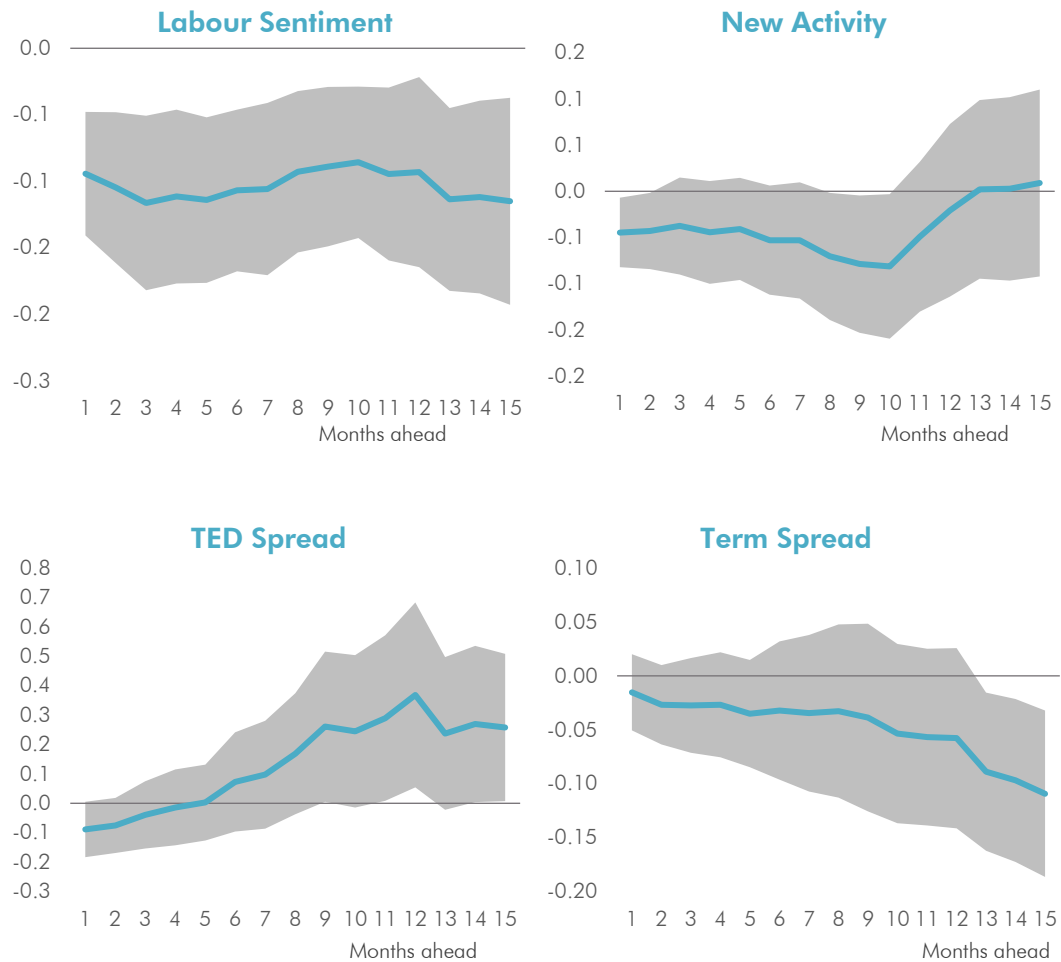 Labour Sentiment
0.0
-0.1
-0.1
-0.2
-0.2
-0.3
1 2 3 4 5 6 7 8 9 10 11 12 13 14 15
Months ahead
New Activity
0.2
0.1
0.1
0.0
-0.1
-0.1
-0.2
-0.2
1 2 3 4 5 6 7 8 9 10 11 12 13 14 15
Months ahead
TED Spread
0.8
0.7
0.6
0.5
0.4
0.3
0.2
0.1
0.0
-0.1
-0.2
-0.3
1 2 3 4 5 6 7 8 9 10 11 12 13 14 15
Months ahead
Term Spread
0.10
0.05
0.00
-0.05
-0.10
-0.15
-0.20
1 2 3 4 5 6 7 8 9 10 11 12 13 14 15
Months ahead